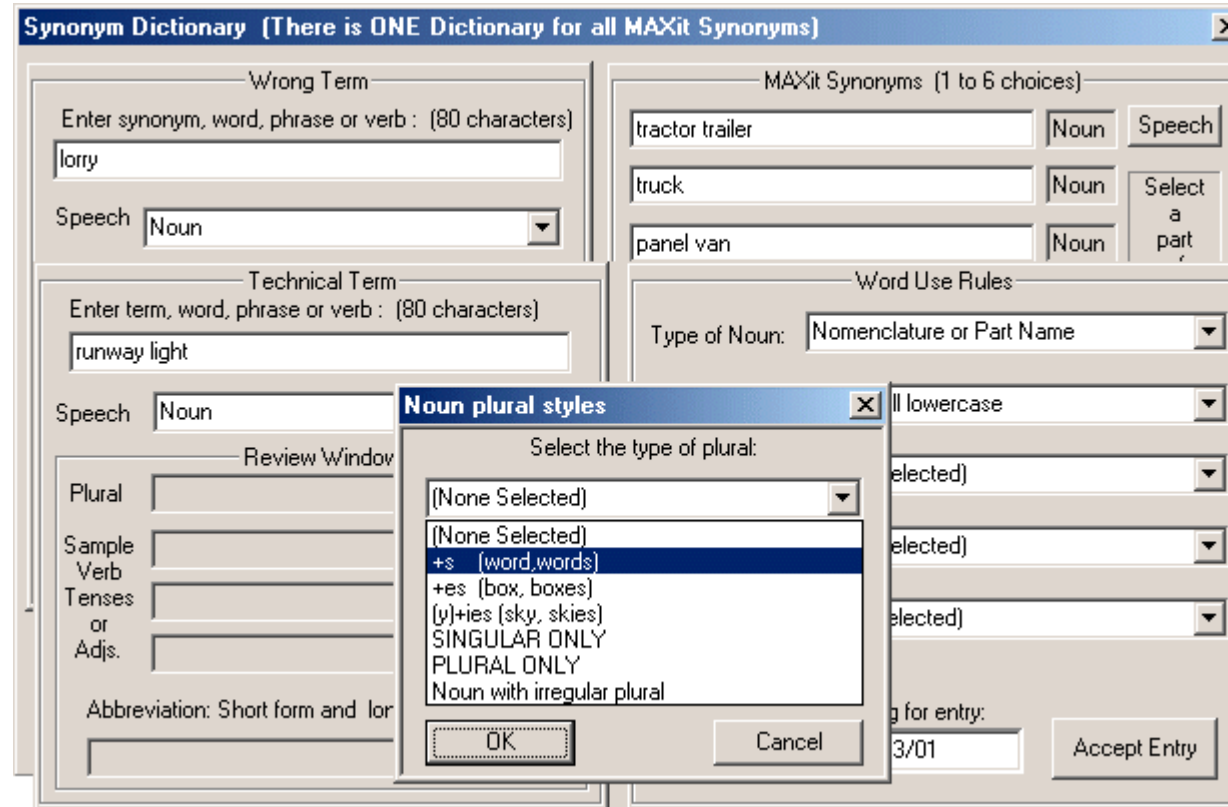 Synonym Dictionary (There is ONE Dictionary for all MAXit Synonyms)
Wrong Term
Enter synonym, word, phrase or verb : (80 characters)
lorry
Speech
Noun
MAXit Synonyms (1 to 6 choices)
tractor trailer
Noun
Speech
truck
Noun
Select
a
part
panel van
Noun
Technical Term
Enter term, word, phrase or verb : (80 characters)
runway light
Speech
Noun
Review Window
Plural
Sample
Verb
Tenses
or
Adjs.
Abbreviation: Short form and
Word Use Rules
Type of Noun:
Nomenclature or Part Name
lowercase
elected)
elected)
elected)
for entry:
3/01
Accept Entry
Noun plural styles
Select the type of plural:
(None Selected)
(None Selected)
+s (word,words)
+es (box, boxes)
(y)+ies (sky, skies)
SINGULAR ONLY
PLURAL ONLY
Noun with irregular plural
OK
Cancel